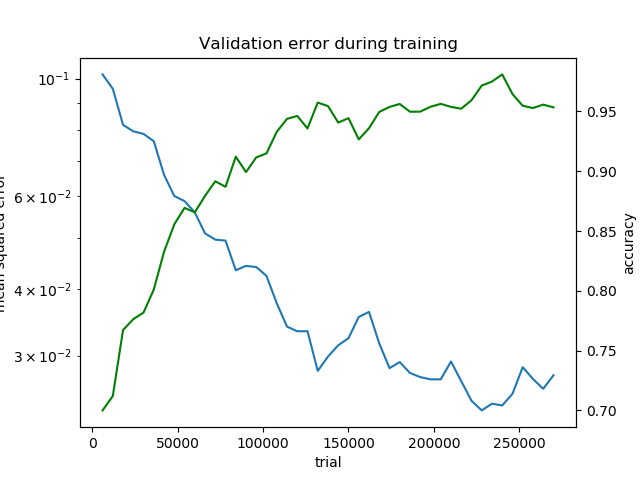 Validation error during training
10⁻¹
6 × 10⁻²
4 × 10⁻²
3 × 10⁻²
squared error
0.95
0.90
0.85
0.80
0.75
0.70
accuracy
0
50000
100000
150000
200000
250000
trial